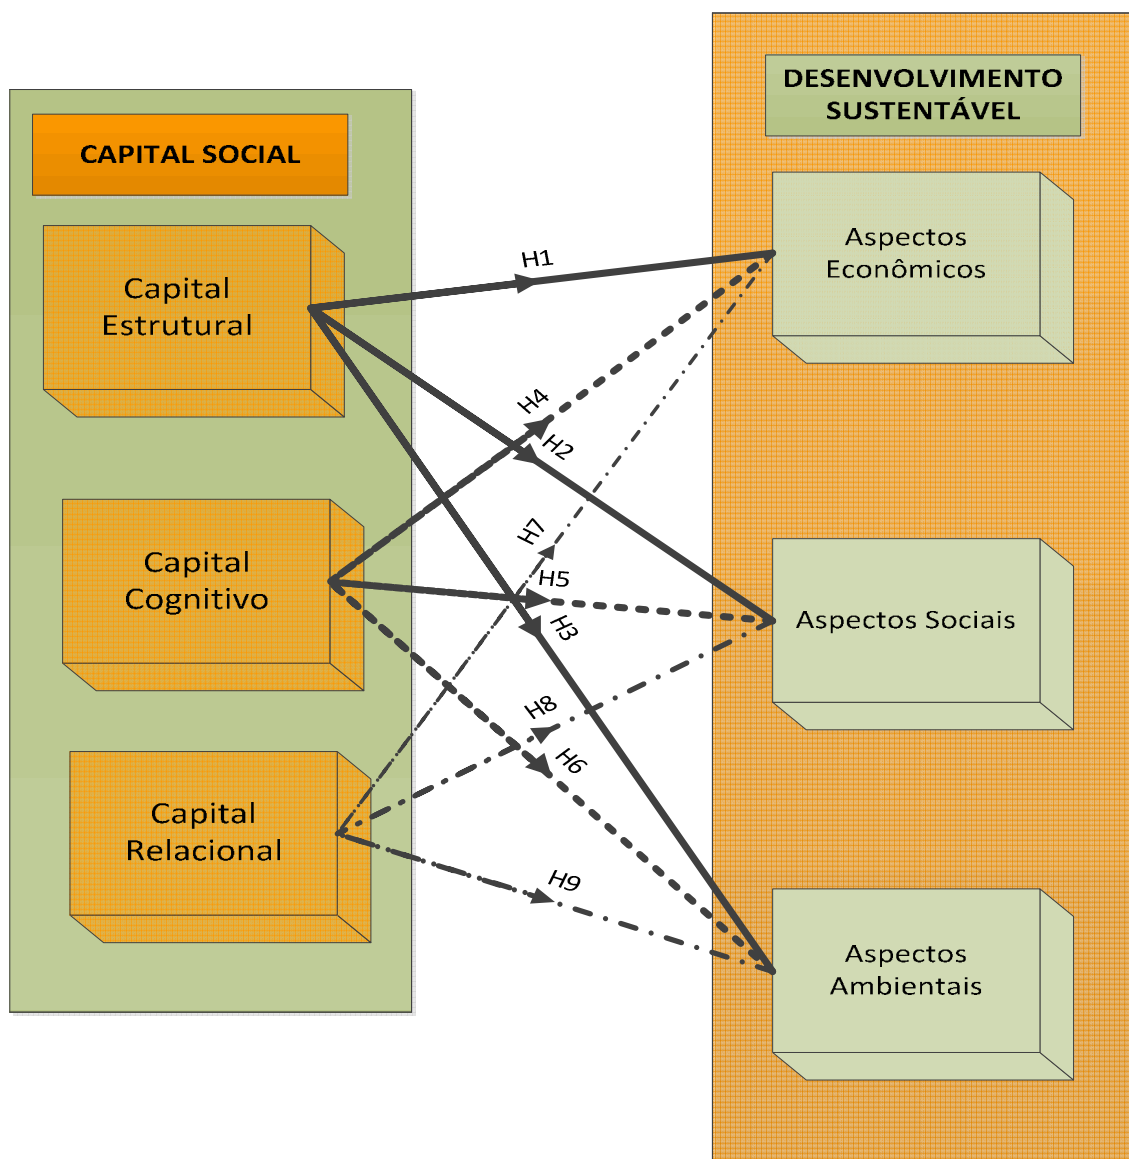 CAPITAL SOCIAL
Capital
Estrutural
Capital
Cognitivo
Capital
Relacional
H1
H4
H2
H7
H5
H3
H8
H6
H9
DESENVOLVIMENTO
SUSTENTÁVEL
Aspectos
Econômicos
Aspectos Sociais
Aspectos
Ambientais